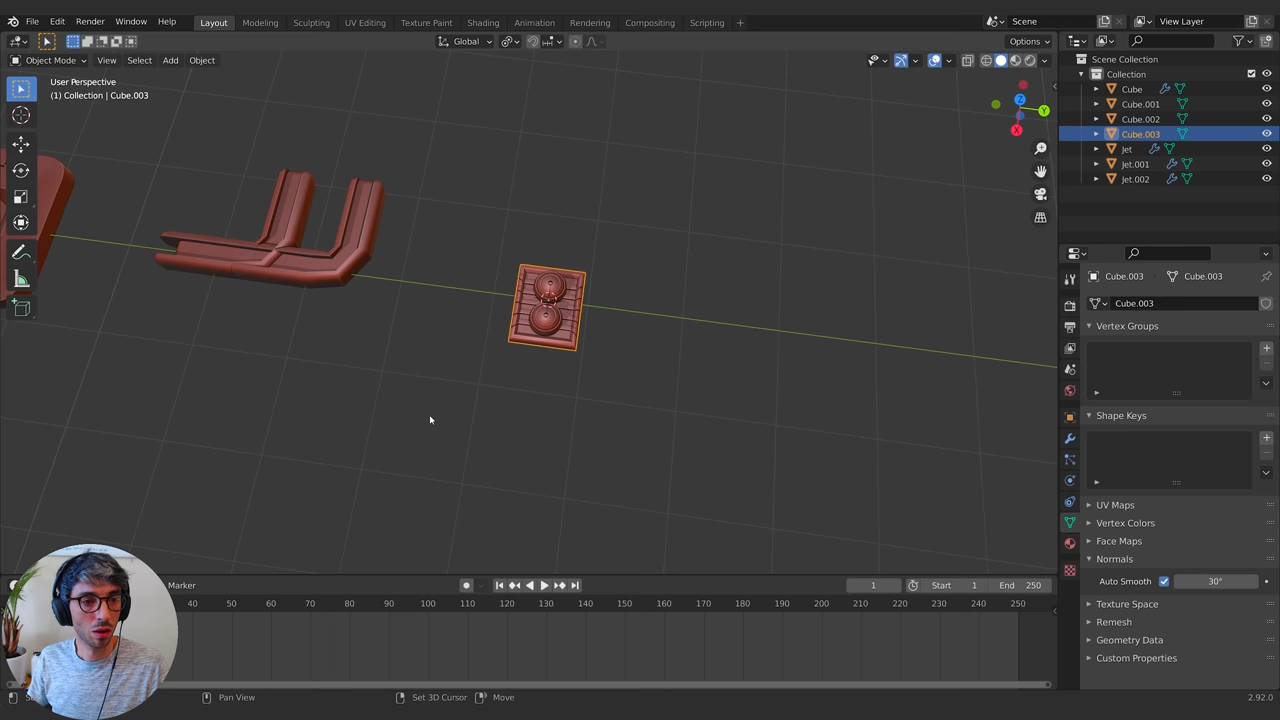 File Edit Render Window Help Layout Modeling Sculpting UV Editing Texture Paint Shading Animation Rendering Compositing Scripting + Scene View Layer
Global Options
Object Mode View Select Add Object
User Perspective
(1) Collection | Cube.003
Z
Y
X
Scene Collection
Collection
Cube
Cube.001
Cube.002
Cube.003
Jet
Jet.001
Jet.002
Cube.003 Cube.003
Cube.003
Vertex Groups
Shape Keys
UV Maps
Vertex Colors
Face Maps
Normals
Auto Smooth 30°
Texture Space
Remesh
Geometry Data
Custom Properties
Marker 1 Start 1 End 250
40 50 60 70 80 90 100 110 120 130 140 150 160 170 180 190 200 210 220 230 240 250
Pan View Set 3D Cursor Move 2.92.0